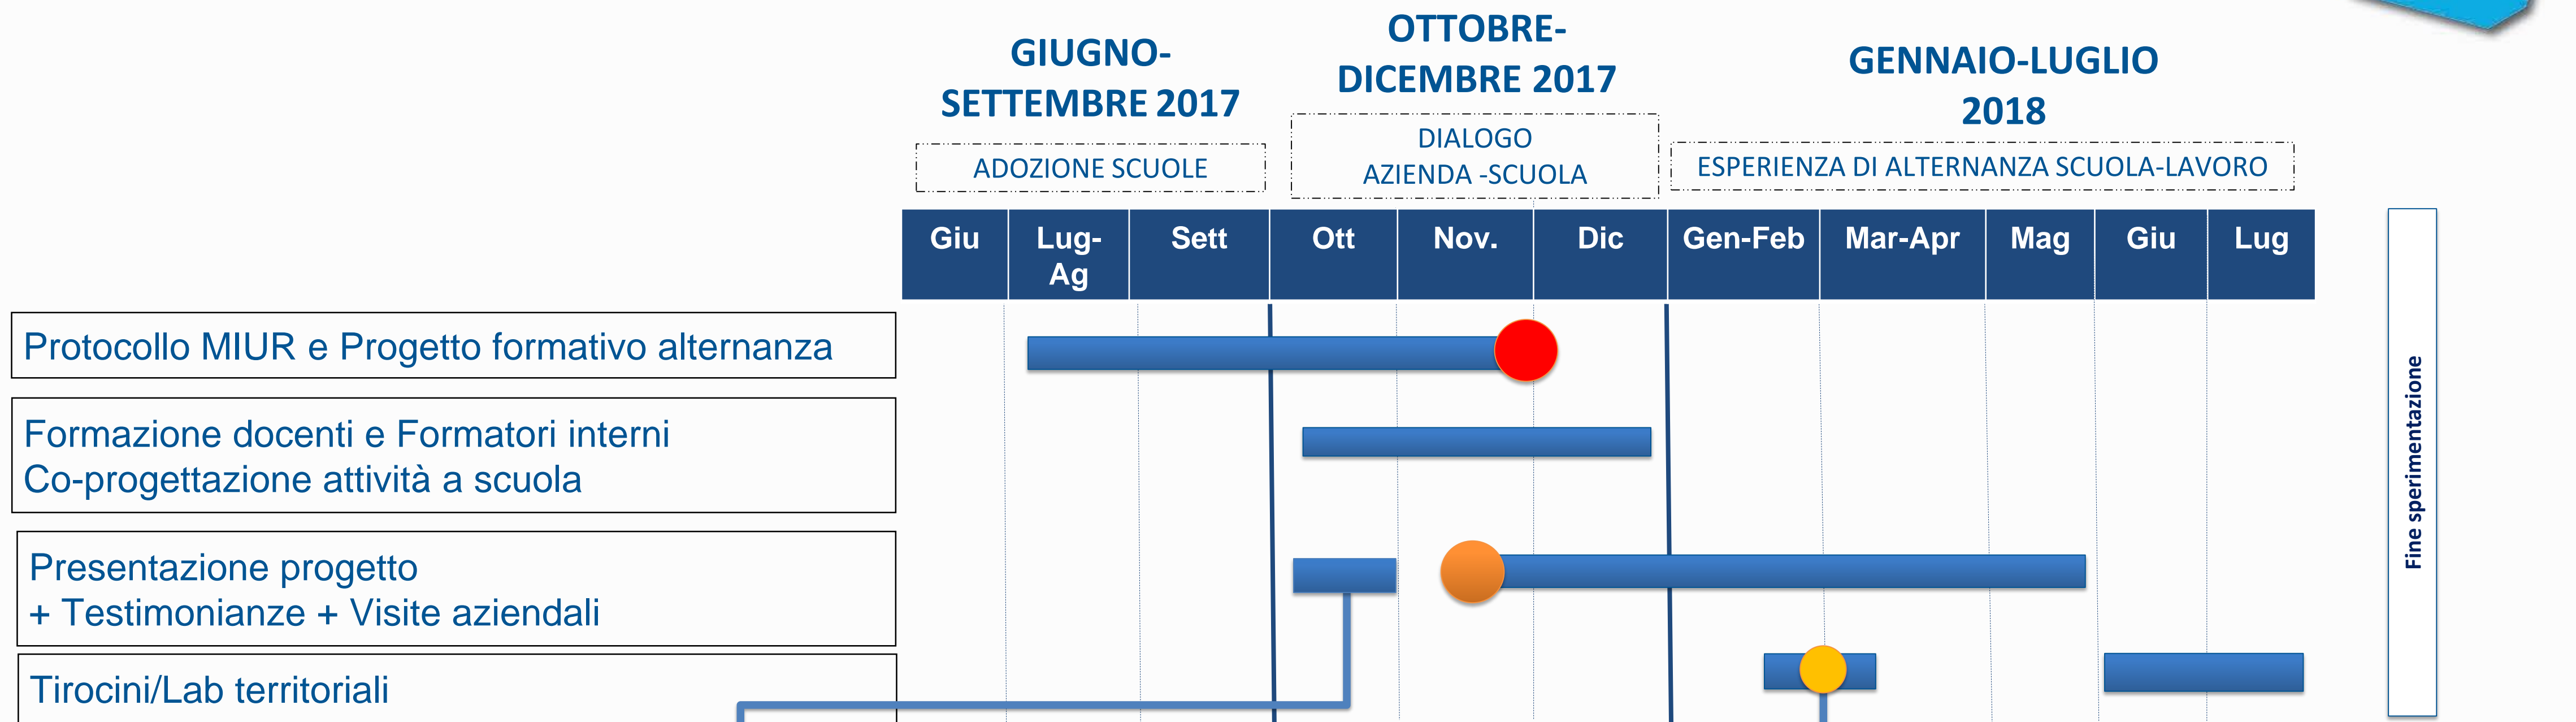 GIUGNO-
SETTEMBRE 2017
OTTOBRE-
DICEMBRE 2017
GENNAIO-LUGLIO
2018
ADOZIONE SCUOLE
DIALOGO
AZIENDA -SCUOLA
ESPERIENZA DI ALTERNANZA SCUOLA-LAVORO
Giu
Lug-
Ag
Sett
Ott
Nov.
Dic
Gen-Feb
Mar-Apr
Mag
Giu
Lug
Protocollo MIUR e Progetto formativo alternanza
Formazione docenti e Formatori interni
Co-progettazione attività a scuola
Presentazione progetto
+ Testimonianze + Visite aziendali
Tirocini/Lab territoriali
Fine sperimentazione